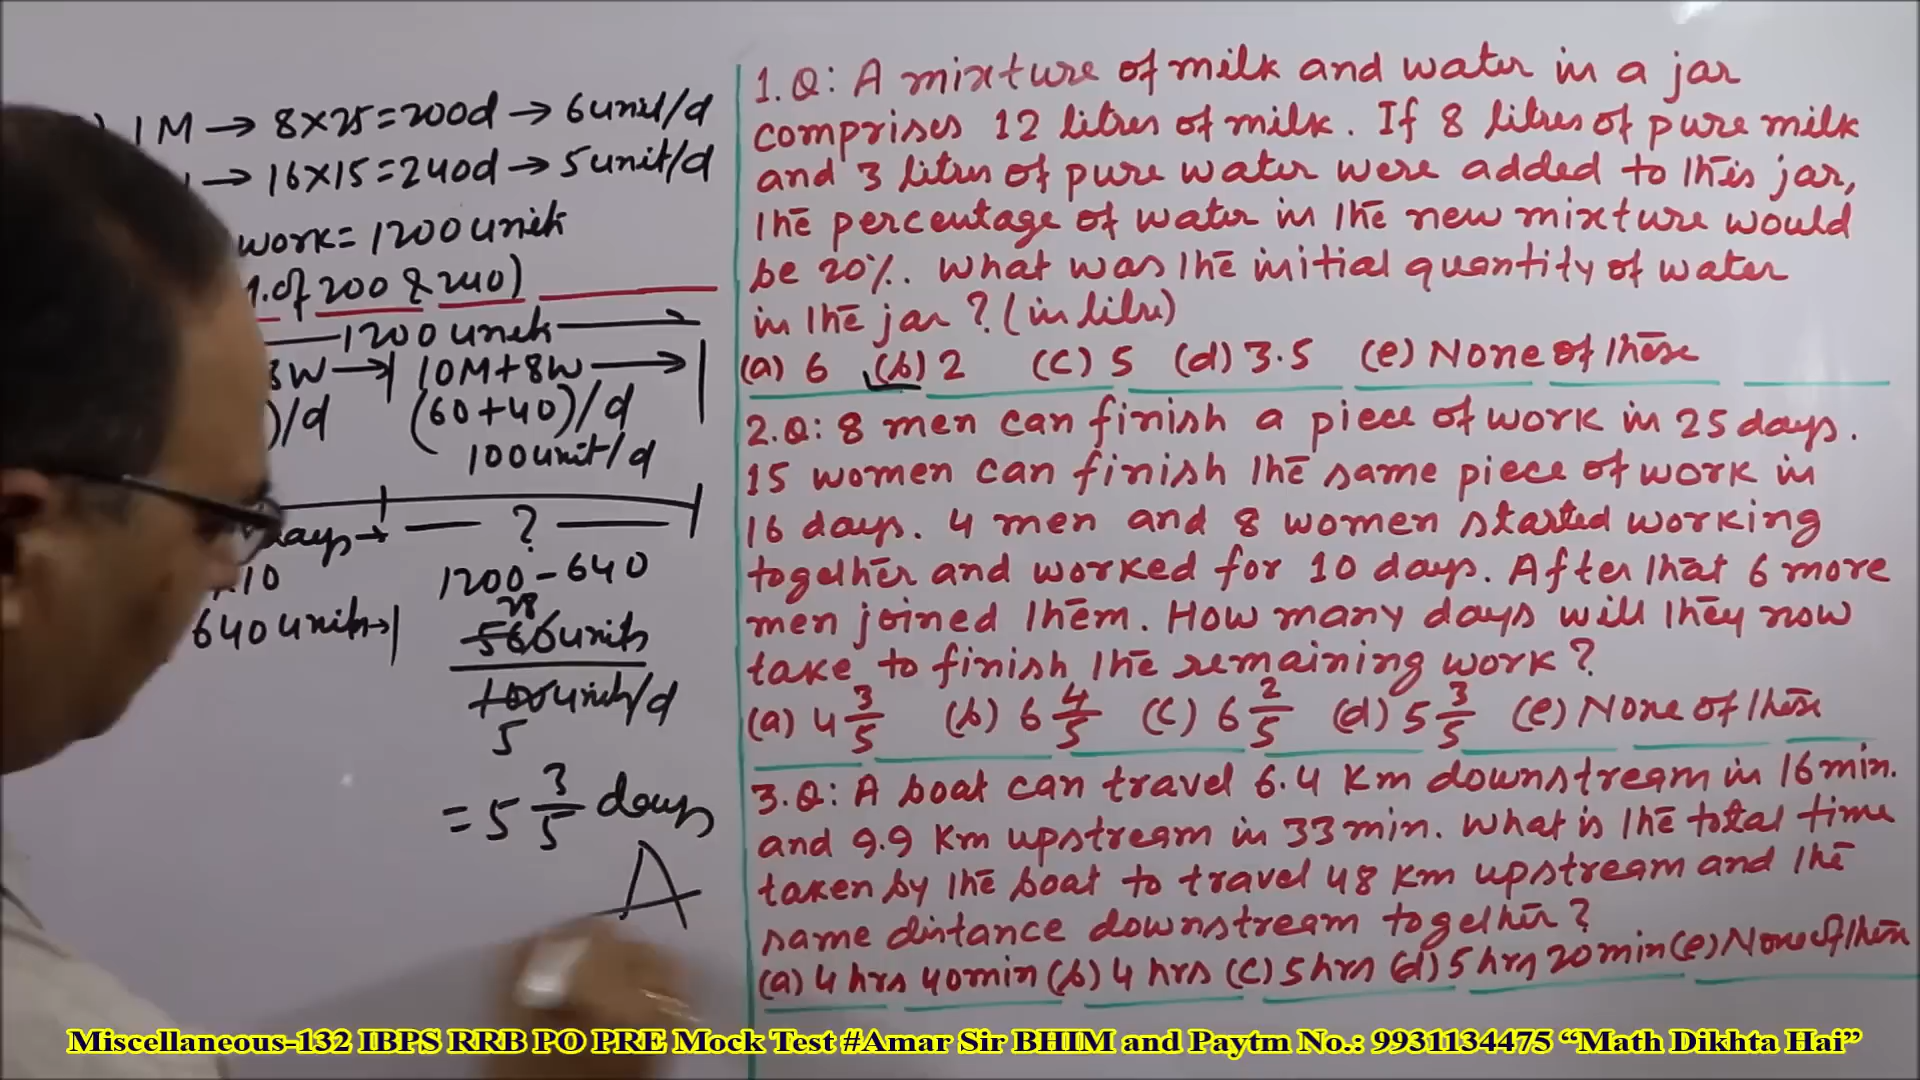 1M → 8×25=200d → 6unit/d
→ 16×15=240d → 5unit/d
work = 1200 units
of 200 & 240)
1200 units
8W → | 10M+8W →
)/d (60+40)/d
100unit/d
days → — ? —
×10 1200-640
640 units → 28
560units
100units/d
5
= 5 3/5 days
A
1.Q: A mixture of milk and water in a jar
comprises 12 litres of milk. If 8 litres of pure milk
and 3 litres of pure water were added to this jar,
the percentage of water in the new mixture would
be 20%. What was the initial quantity of water
in the jar? (in litre)
(a) 6 (b) 2 (c) 5 (d) 3.5 (e) None of these
2.Q: 8 men can finish a piece of work in 25 days.
15 women can finish the same piece of work in
16 days. 4 men and 8 women started working
together and worked for 10 days. After that 6 more
men joined them. How many days will they now
take to finish the remaining work?
(a) 4 3/5 (b) 6 4/5 (c) 6 2/5 (d) 5 3/5 (e) None of these
3.Q: A boat can travel 6.4 Km downstream in 16 min.
and 9.9 Km upstream in 33 min. What is the total time
taken by the boat to travel 48 Km upstream and the
same distance downstream together?
(a) 4 hrs 40 min (b) 4 hrs (c) 5 hrs (d) 5 hrs 20 min (e) None of them
Miscellaneous-132 IBPS RRB PO PRE Mock Test #Amar Sir BHIM and Paytm No.: 9931134475 “Math Dikhta Hai”